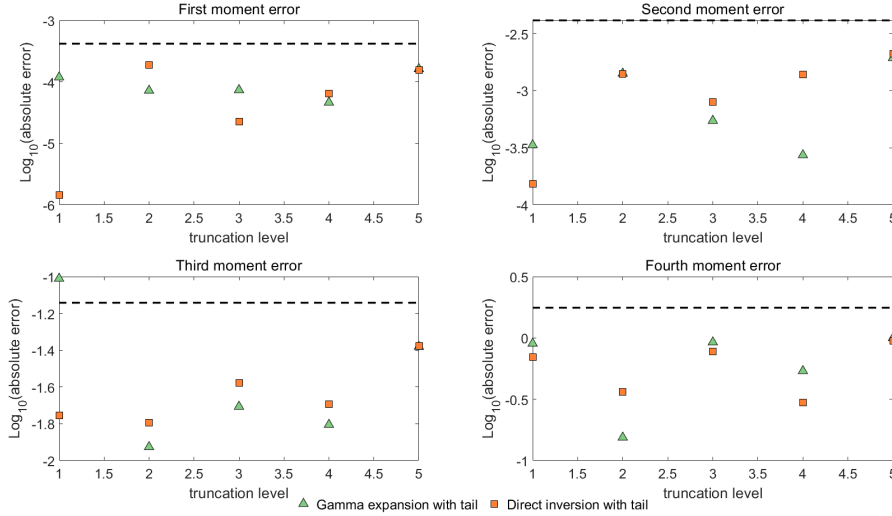 First moment error
Log10(absolute error)
-3
-4
-5
-6
1 1.5 2 2.5 3 3.5 4 4.5 5
truncation level
Second moment error
Log10(absolute error)
-2.5
-3
-3.5
-4
1 1.5 2 2.5 3 3.5 4 4.5 5
truncation level
Third moment error
Log10(absolute error)
-1
-1.2
-1.4
-1.6
-1.8
-2
1 1.5 2 2.5 3 3.5 4 4.5 5
truncation level
Fourth moment error
Log10(absolute error)
0.5
0
-0.5
-1
1 1.5 2 2.5 3 3.5 4 4.5 5
truncation level
Gamma expansion with tail Direct inversion with tail